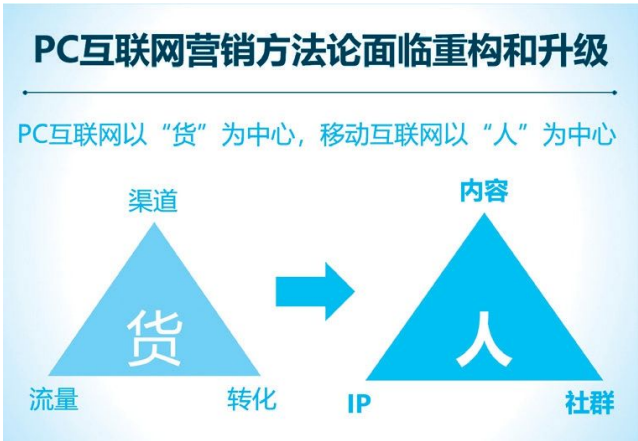 PC互联网营销方法论面临重构和升级
PC互联网以“货”为中心，移动互联网以“人”为中心
渠道
货
流量
转化
内容
人
IP
社群